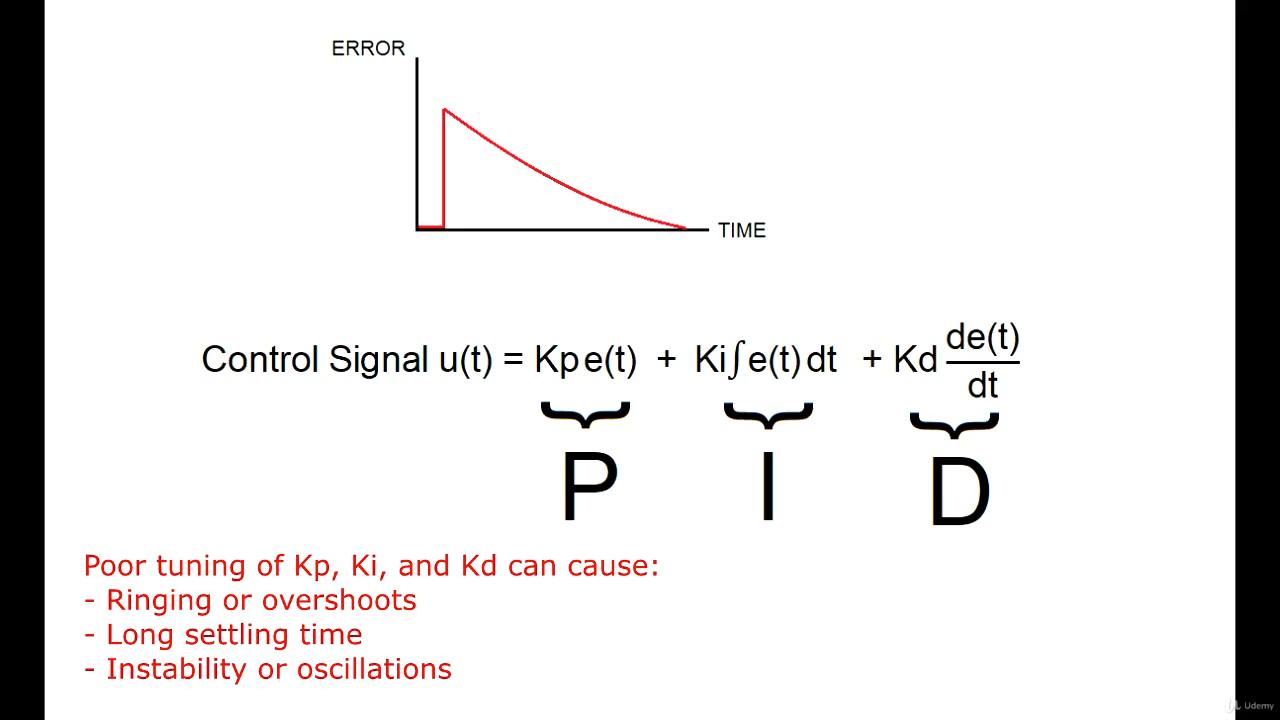 ERROR
TIME
Control Signal u(t) = Kp e(t) + Ki∫e(t) dt + Kd de(t)/dt
P I D
Poor tuning of Kp, Ki, and Kd can cause:
- Ringing or overshoots
- Long settling time
- Instability or oscillations
Udemy